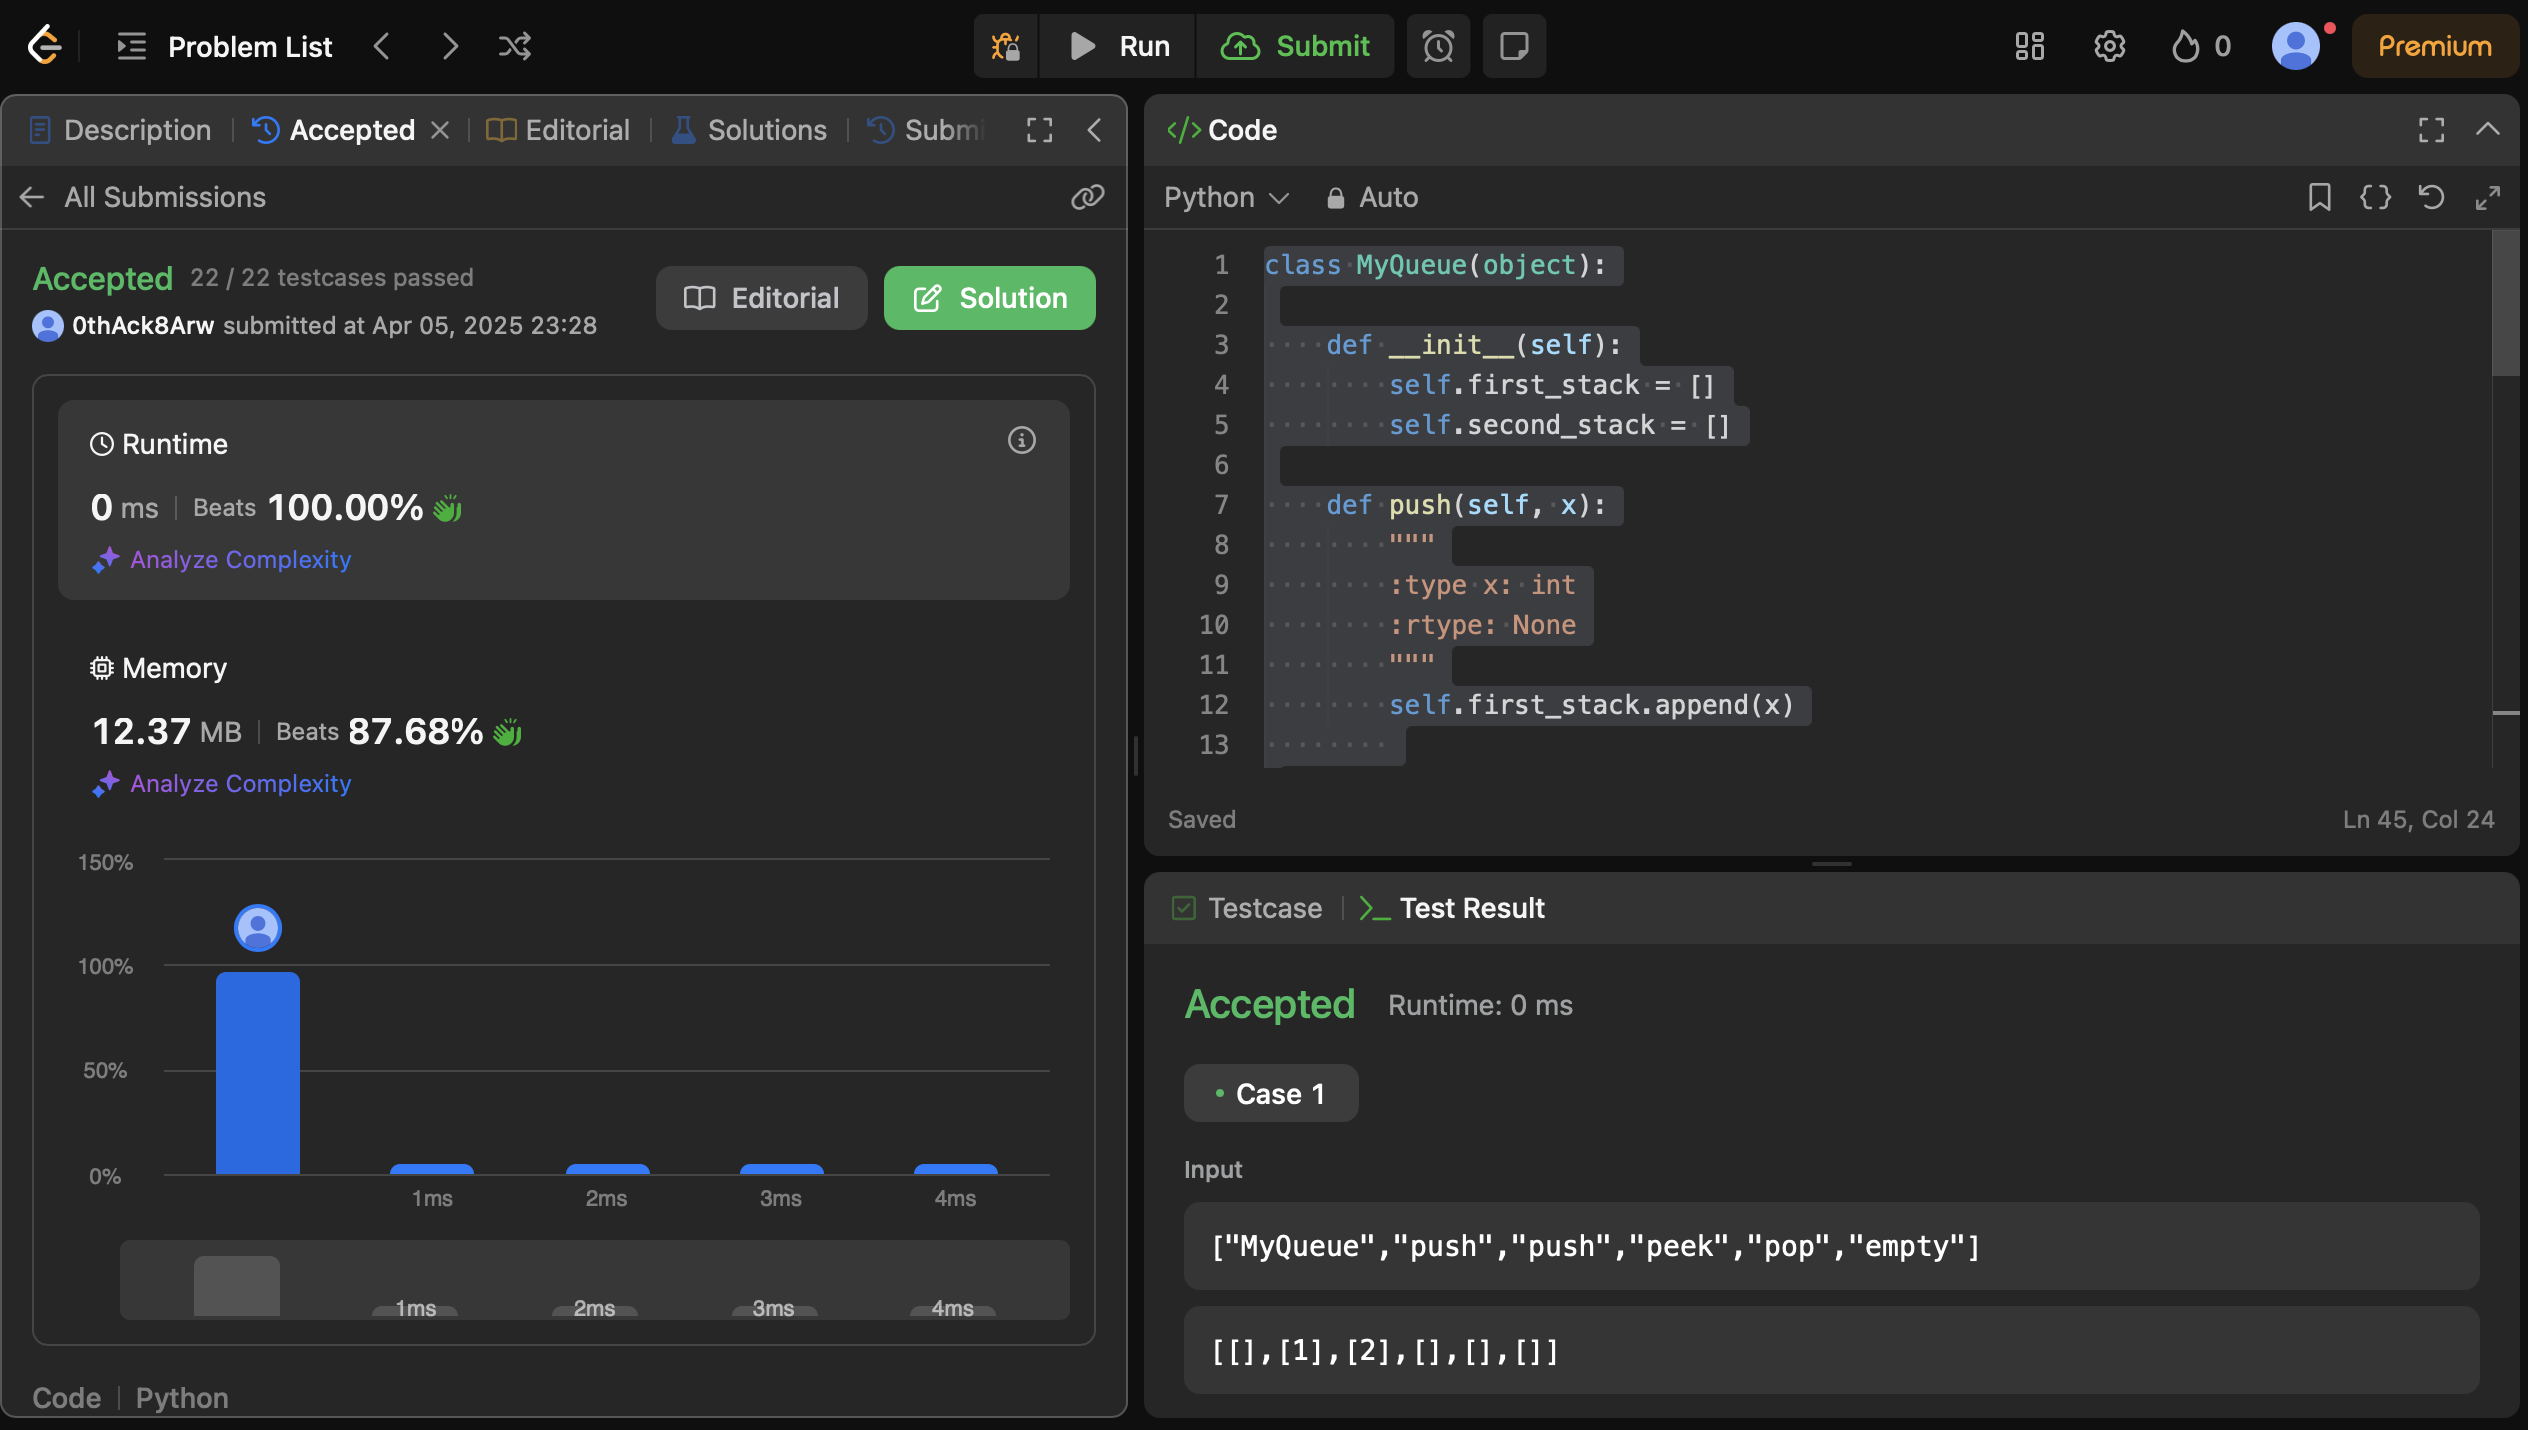 Problem List
Run
Submit
0
Premium
Description
Accepted
Editorial
Solutions
Submi
All Submissions
Accepted 22 / 22 testcases passed
0thAck8Arw submitted at Apr 05, 2025 23:28
Editorial
Solution
Runtime
0 ms Beats 100.00%
Analyze Complexity
Memory
12.37 MB Beats 87.68%
Analyze Complexity
150%
100%
50%
0%
1ms 2ms 3ms 4ms
1ms 2ms 3ms 4ms
Code Python
</> Code
Python Auto
1 class MyQueue(object):
2
3     def __init__(self):
4         self.first_stack = []
5         self.second_stack = []
6
7     def push(self, x):
8         """
9         :type x: int
10         :rtype: None
11         """
12         self.first_stack.append(x)
13
Saved
Ln 45, Col 24
Testcase
Test Result
Accepted Runtime: 0 ms
Case 1
Input
["MyQueue","push","push","peek","pop","empty"]
[[],[1],[2],[],[],[]]